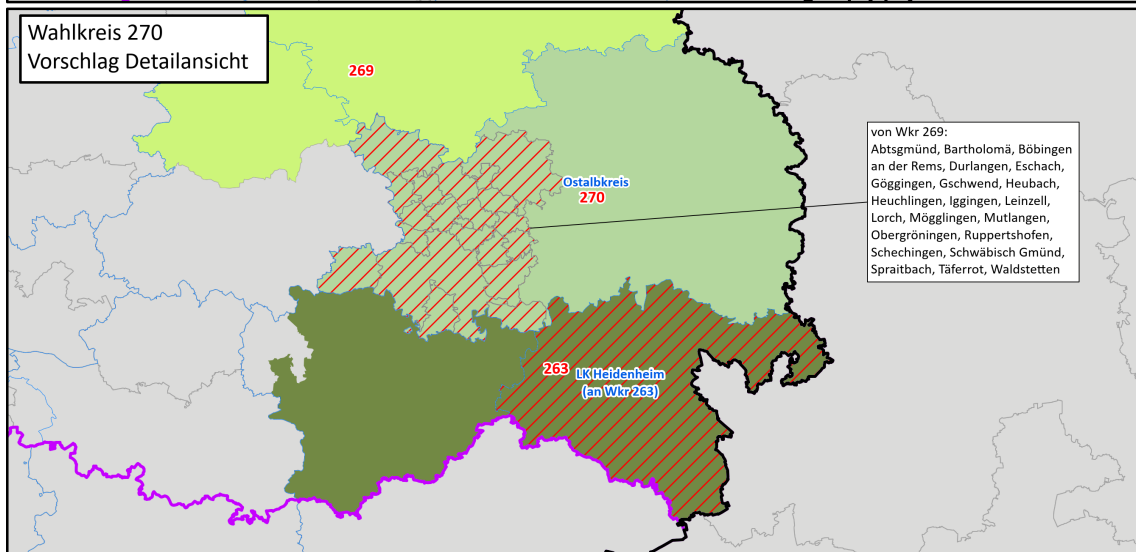 Wahlkreis 270
Vorschlag Detailansicht
269
von Wkr 269:
Abtsgmünd, Bartholomä, Böbingen
an der Rems, Durlangen, Eschach,
Göggingen, Gschwend, Heubach,
Heuchlingen, Iggingen, Leinzell,
Lorch, Mögglingen, Mutlangen,
Obergröningen, Ruppertshofen,
Schechingen, Schwäbisch Gmünd,
Spraitbach, Täferrot, Waldstetten
Ostalbkreis
270
263
LK Heidenheim
(an Wkr 263)